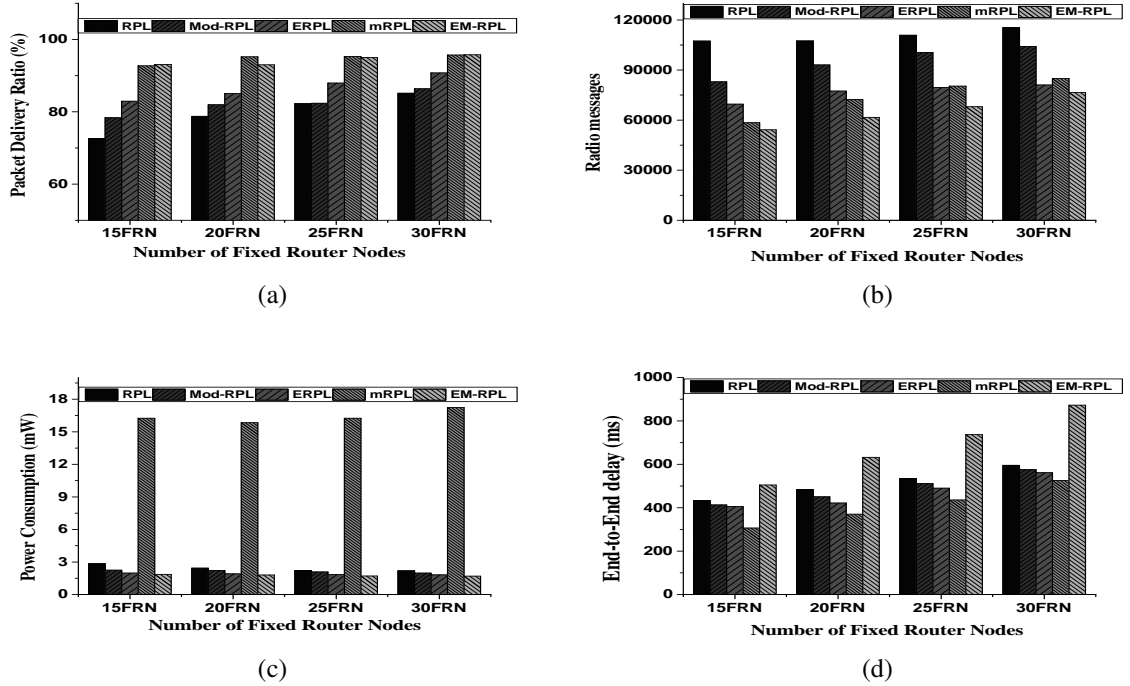 RPL Mod-RPL ERPL mRPL EM-RPL
100
80
60
Packet Delivery Ratio (%)
15FRN 20FRN 25FRN 30FRN
Number of Fixed Router Nodes
(a)
RPL Mod-RPL ERPL mRPL EM-RPL
120000
90000
60000
30000
0
Radio messages
15FRN 20FRN 25FRN 30FRN
Number of Fixed Router Nodes
(b)
RPL Mod-RPL ERPL mRPL EM-RPL
18
15
12
9
6
3
0
Power Consumption (mW)
15FRN 20FRN 25FRN 30FRN
Number of Fixed Router Nodes
(c)
1000
RPL Mod-RPL ERPL mRPL EM-RPL
800
600
400
200
0
End-to-End delay (ms)
15FRN 20FRN 25FRN 30FRN
Number of Fixed Router Nodes
(d)